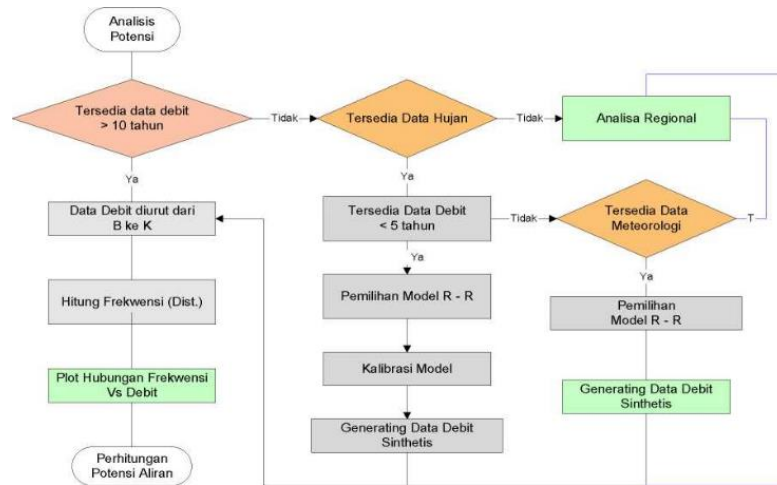 Analisis
Potensi
Tersedia data debit
> 10 tahun
Tidak
Tersedia Data Hujan
Tidak
Analisa Regional
Ya
Ya
Data Debit diurut dari
B ke K
Tersedia Data Debit
< 5 tahun
Tidak
Tersedia Data
Meteorologi
T
Ya
Ya
Hitung Frekwensi (Dist.)
Pemilihan Model R - R
Pemilihan
Model R - R
Plot Hubungan Frekwensi
Vs Debit
Kalibrasi Model
Generating Data Debit
Sinthetis
Generating Data Debit
Sinthetis
Perhitungan
Potensi Aliran